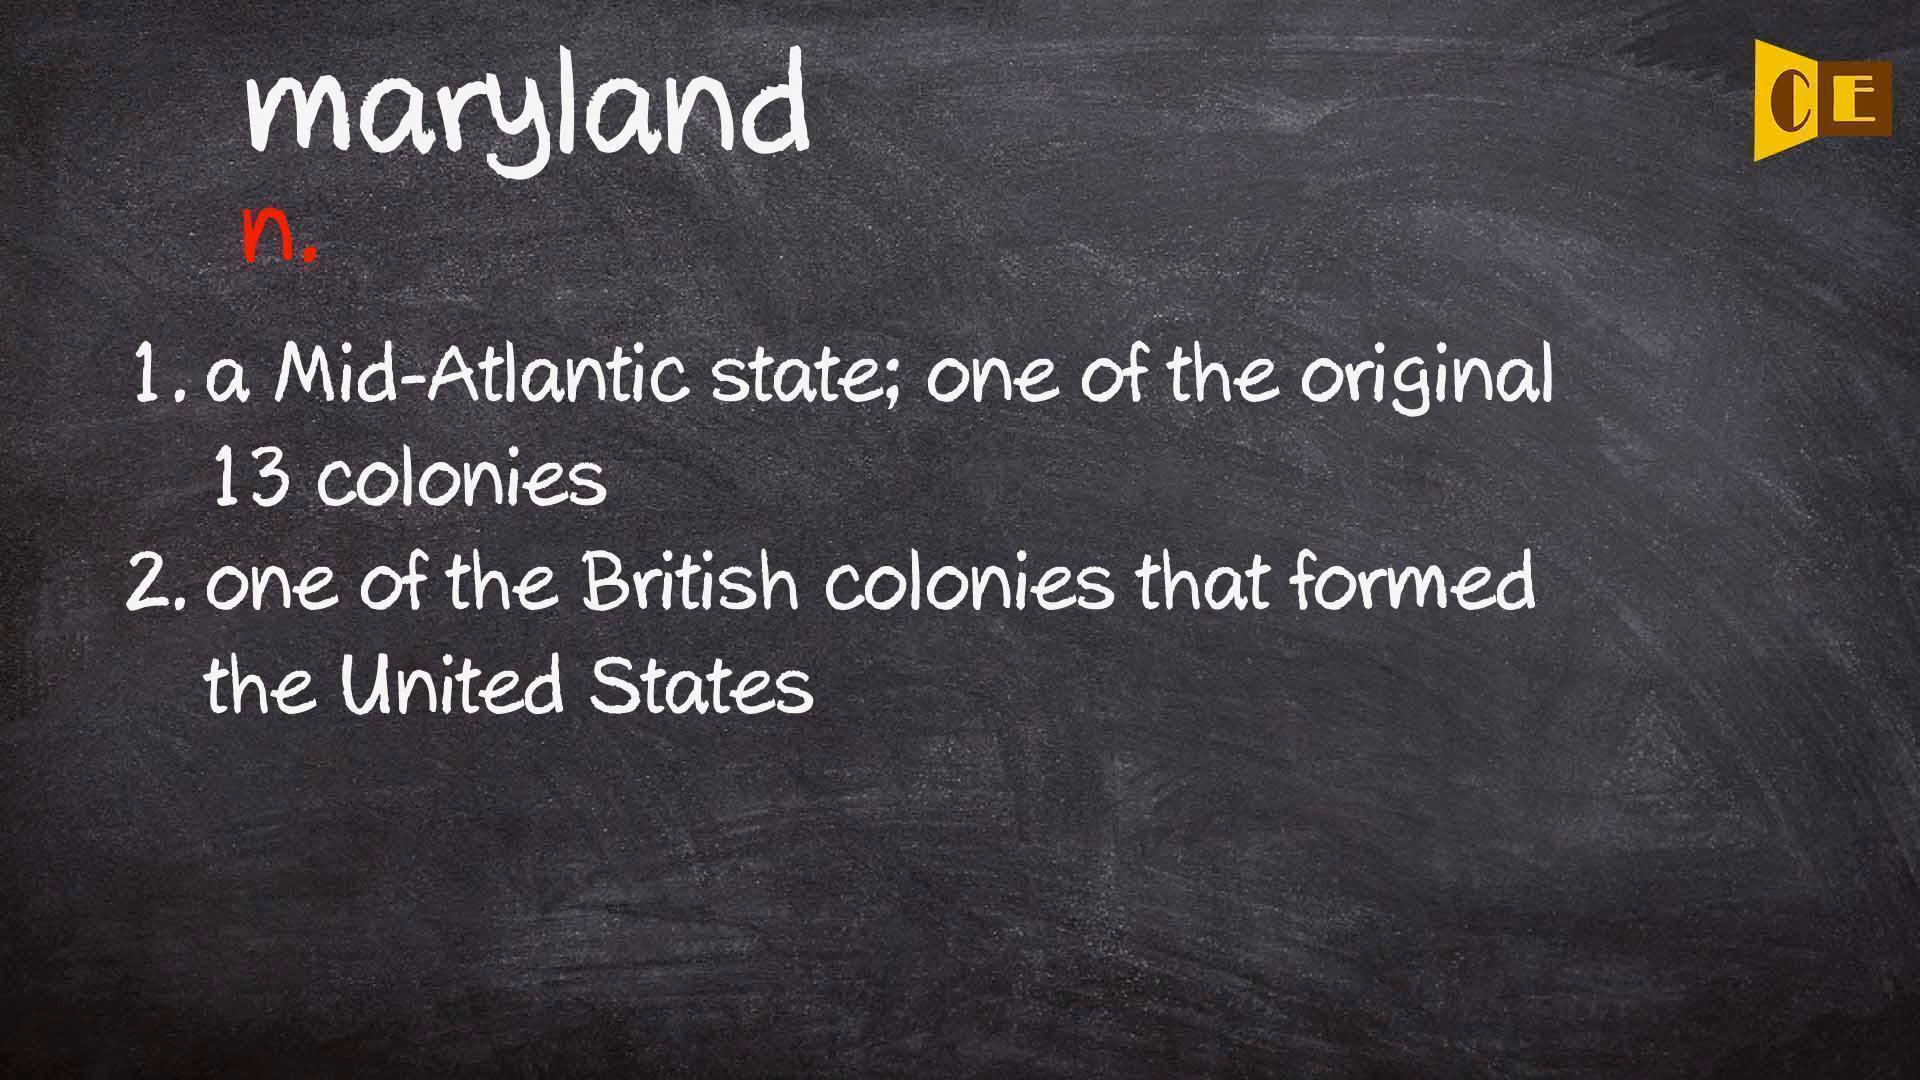 maryland
CE
n.
1. a Mid-Atlantic state; one of the original
13 colonies
2. one of the British colonies that formed
the United States